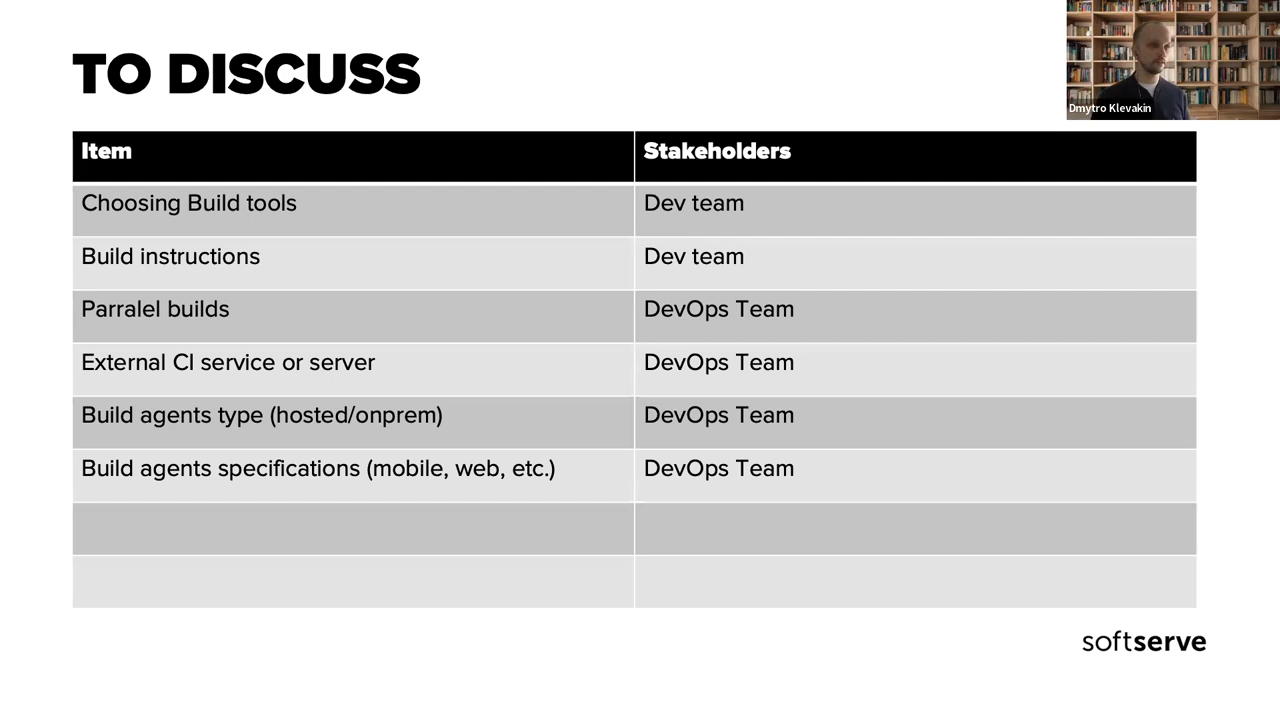 TO DISCUSS
Dmytro Klevakin
Item Stakeholders
Choosing Build tools Dev team
Build instructions Dev team
Parralel builds DevOps Team
External CI service or server DevOps Team
Build agents type (hosted/onprem) DevOps Team
Build agents specifications (mobile, web, etc.) DevOps Team
softserve